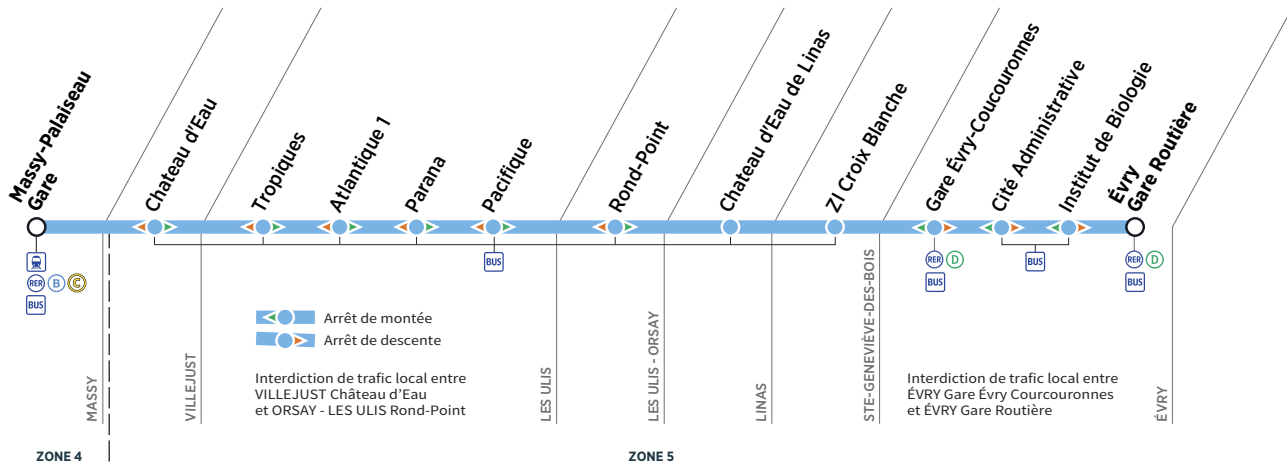 Massy-Palaiseau
Gare
Chateau d'Eau
Tropiques
Atlantique 1
Parana
Pacifique
Rond-Point
Chateau d'Eau de Linas
ZI Croix Blanche
Gare Évry-Coucouronnes
Cité Administrative
Institut de Biologie
Évry
Gare Routière
RER B C
BUS
BUS
RER D
BUS
BUS
RER D
BUS
Arrêt de montée
Arrêt de descente
Interdiction de trafic local entre
VILLEJUST Château d'Eau
et ORSAY - LES ULIS Rond-Point
Interdiction de trafic local entre
ÉVRY Gare Évry Courcouronnes
et ÉVRY Gare Routière
MASSY
VILLEJUST
LES ULIS
LES ULIS - ORSAY
LINAS
STE-GENEVIÈVE-DES-BOIS
ÉVRY
ZONE 4
ZONE 5